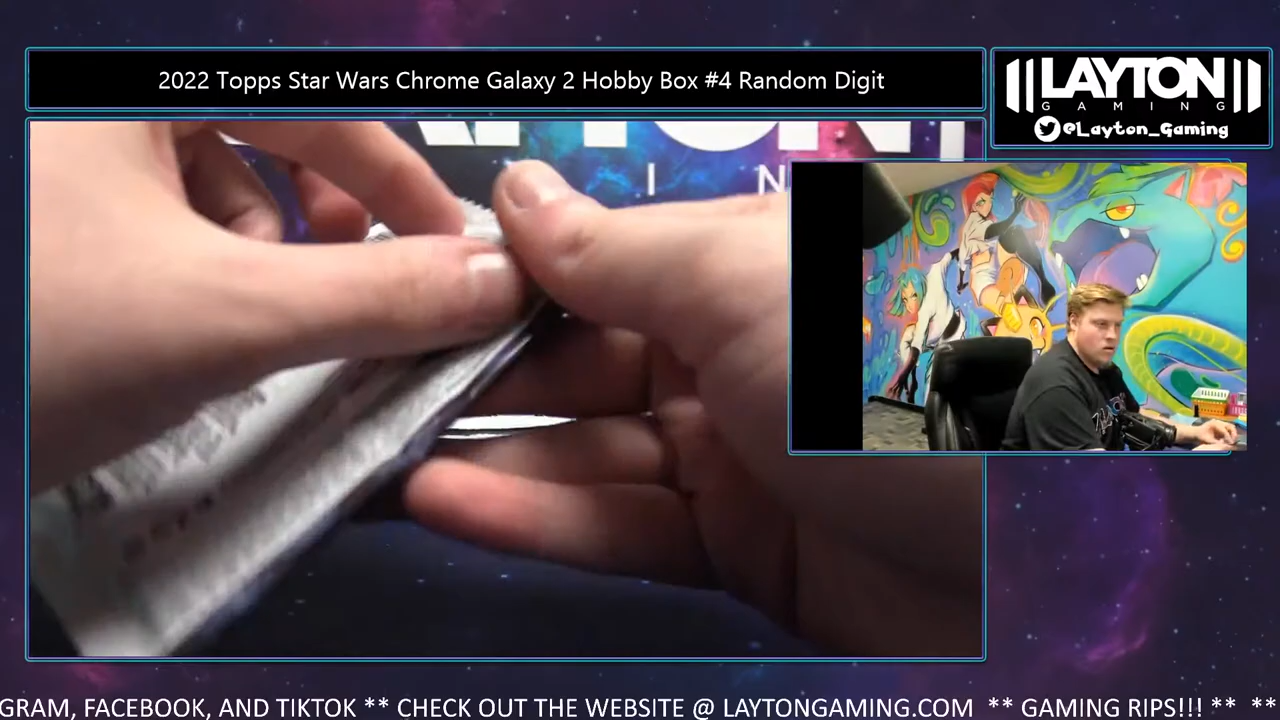 2022 Topps Star Wars Chrome Galaxy 2 Hobby Box #4 Random Digit
LAYTON
GAMING
@Layton_Gaming
I N
GRAM, FACEBOOK, AND TIKTOK ** CHECK OUT THE WEBSITE @ LAYTONGAMING.COM ** GAMING RIPS!!! ** **